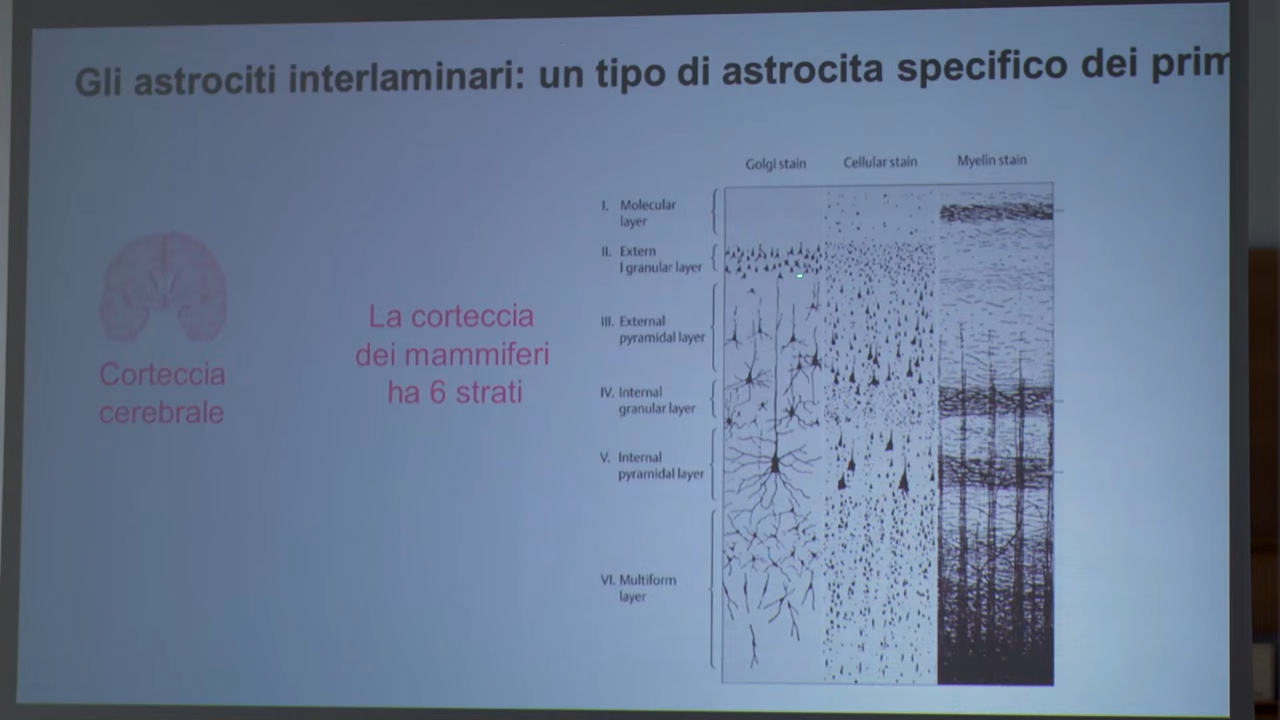 Gli astrociti interlaminari: un tipo di astrocita specifico dei prim
Golgi stain Cellular stain Myelin stain
I. Molecular
layer
II. Extern
l granular layer
III. External
pyramidal layer
IV. Internal
granular layer
V. Internal
pyramidal layer
VI. Multiform
layer
La corteccia
dei mammiferi
ha 6 strati
Corteccia
cerebrale